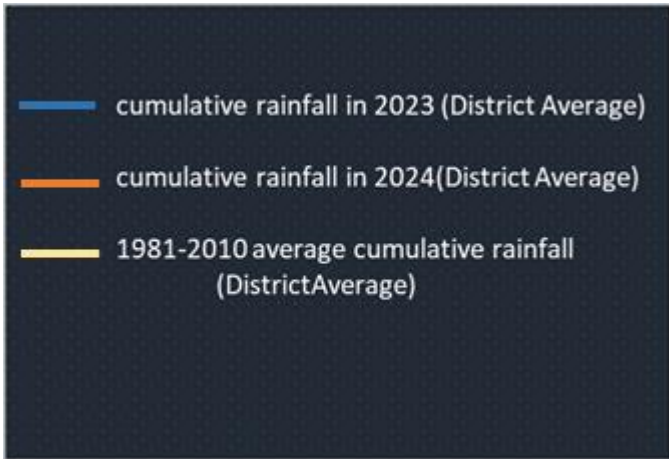 cumulative rainfall in 2023 (District Average)
cumulative rainfall in 2024(District Average)
1981-2010 average cumulative rainfall
(DistrictAverage)